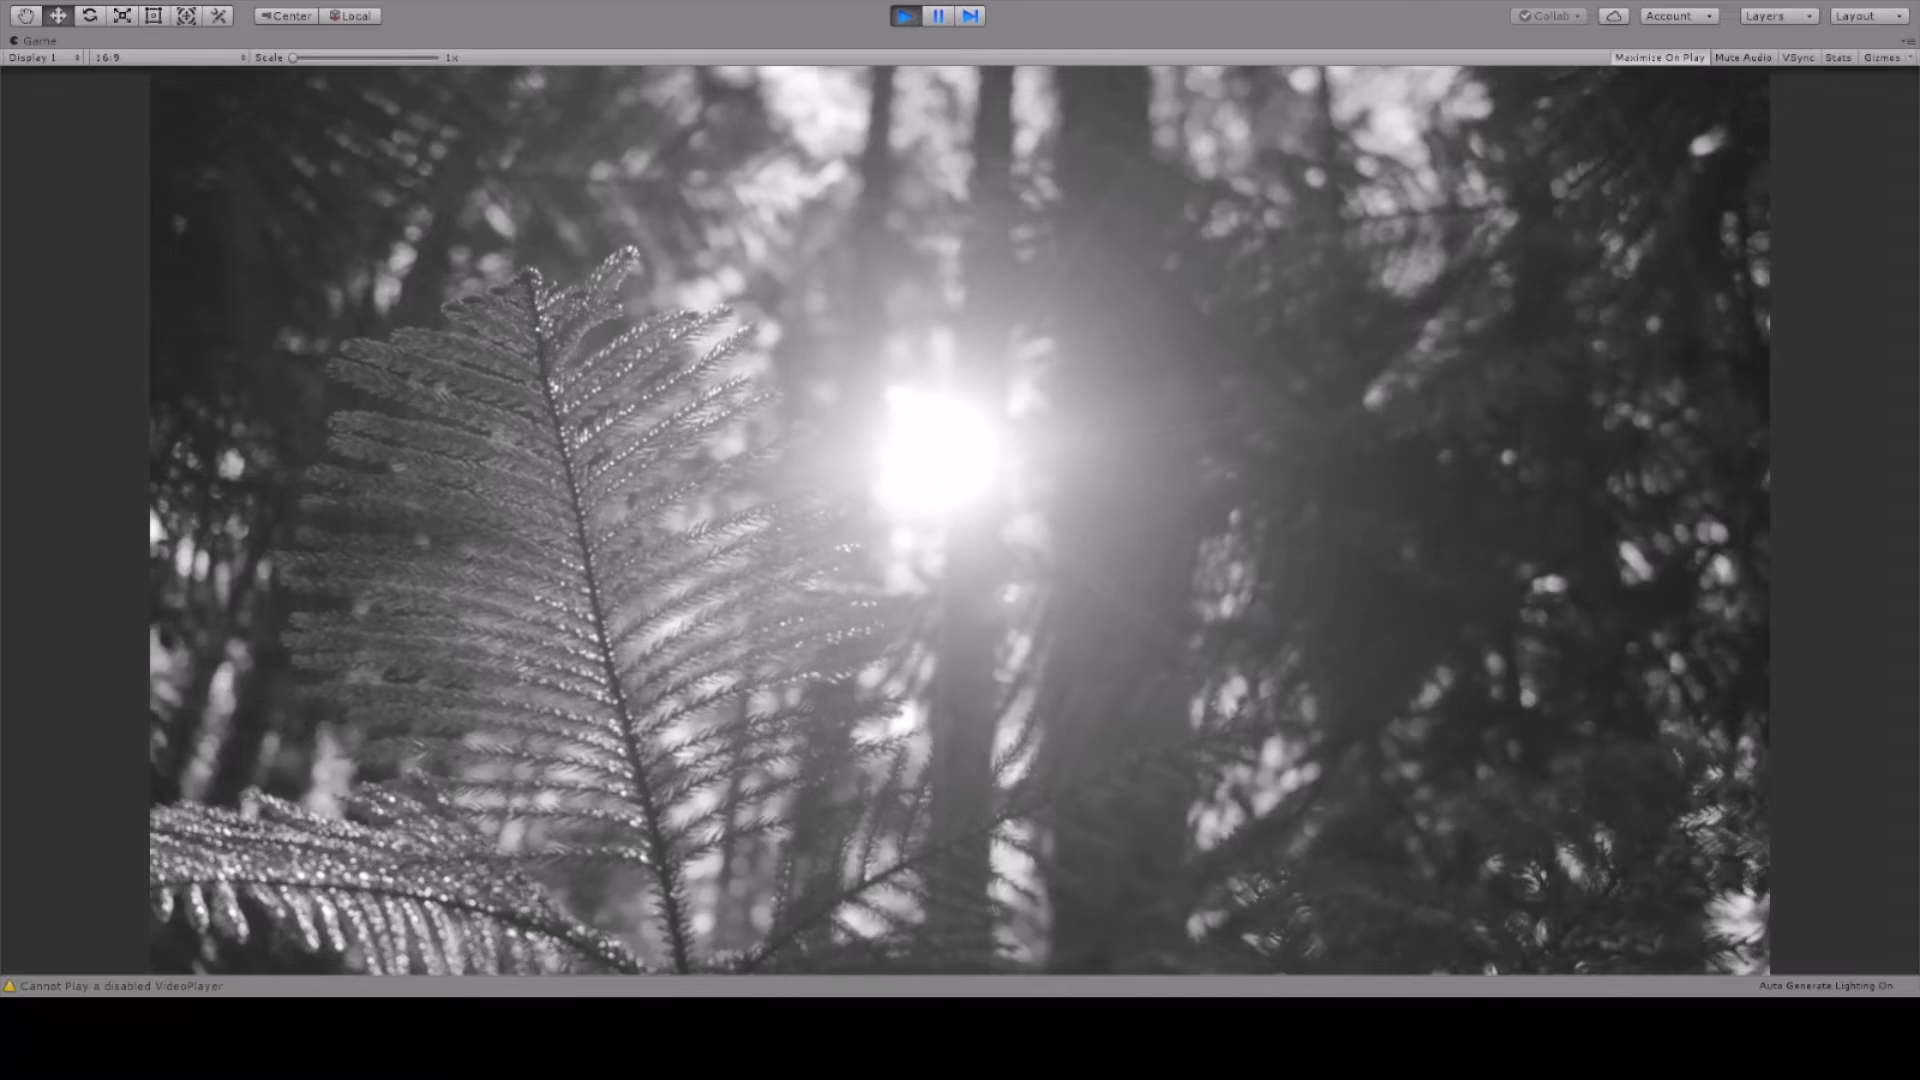 Center Local Collab Account Layers Layout
Game
Display 1 16:9 Scale 1x Maximize On Play Mute Audio VSync Stats Gizmos
Cannot Play a disabled VideoPlayer Auto Generate Lighting On